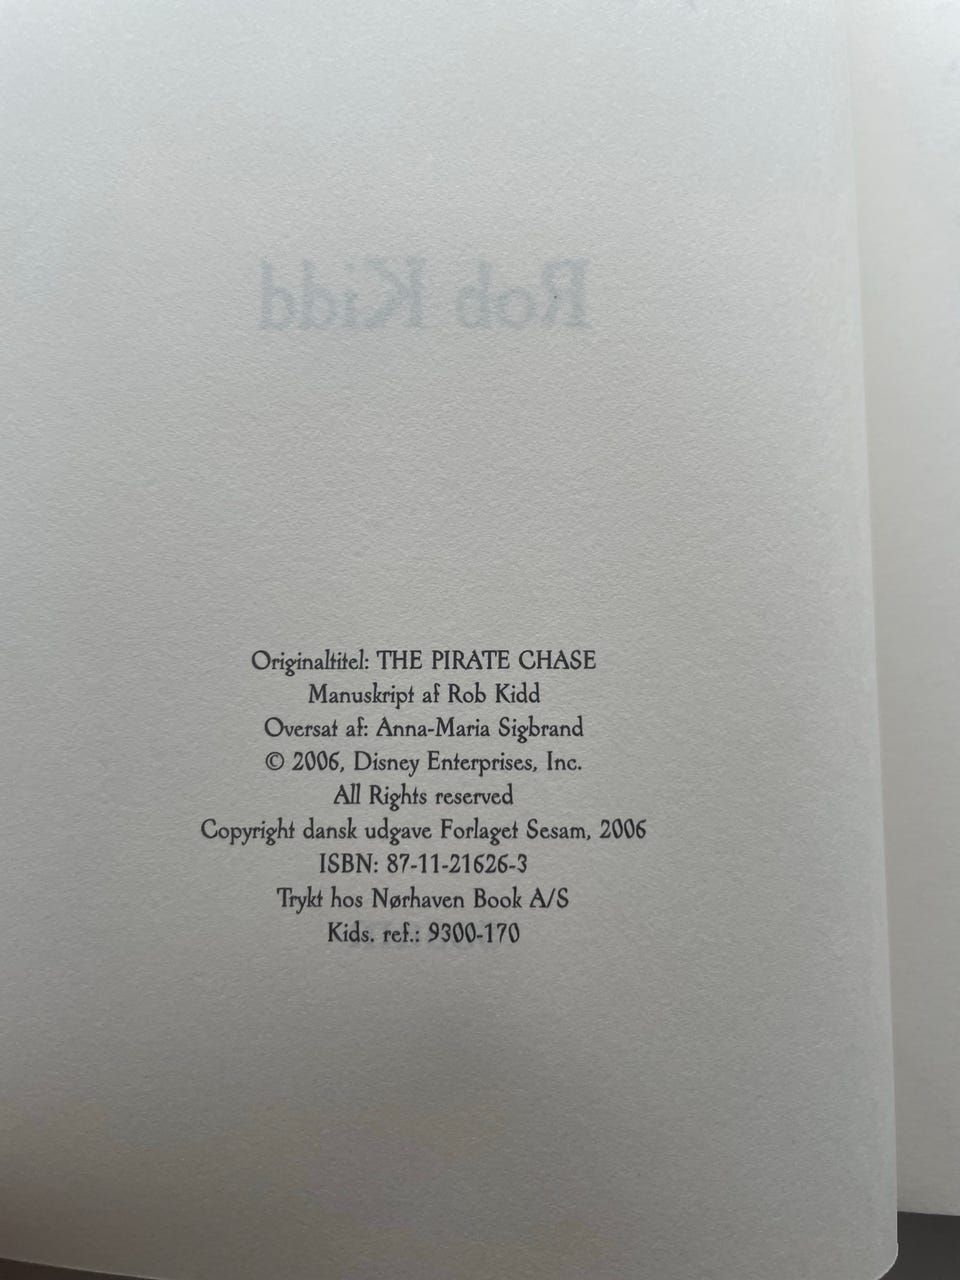 Rob Kidd
Originaltitel: THE PIRATE CHASE
Manuskript af Rob Kidd
Oversat af: Anna-Maria Sigbrand
© 2006, Disney Enterprises, Inc.
All Rights reserved
Copyright dansk udgave Forlaget Sesam, 2006
ISBN: 87-11-21626-3
Trykt hos Nørhaven Book A/S
Kids. ref.: 9300-170